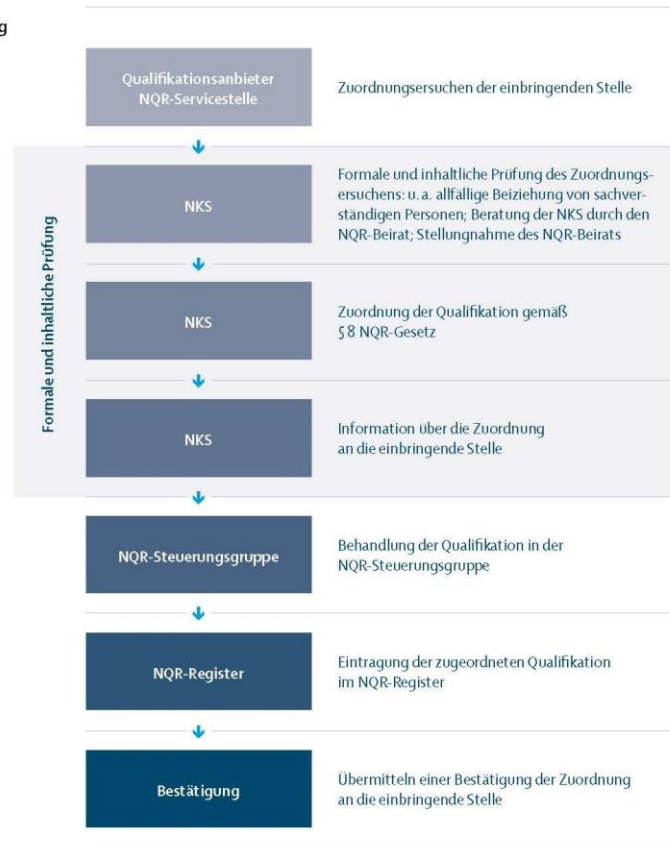 g
Qualifikationsanbieter
NQR-Servicestelle
Zuordnungsersuchen der einbringenden Stelle
Formale und inhaltliche Prüfung
NKS
Formale und inhaltliche Prüfung des Zuordnungs-
ersuchens: u. a. allfällige Beiziehung von sachver-
ständigen Personen; Beratung der NKS durch den
NQR-Beirat; Stellungnahme des NQR-Beirats
NKS
Zuordnung der Qualifikation gemäß
§ 8 NQR-Gesetz
NKS
Information über die Zuordnung
an die einbringende Stelle
NQR-Steuerungsgruppe
Behandlung der Qualifikation in der
NQR-Steuerungsgruppe
NQR-Register
Eintragung der zugeordneten Qualifikation
im NQR-Register
Bestätigung
Übermitteln einer Bestätigung der Zuordnung
an die einbringende Stelle